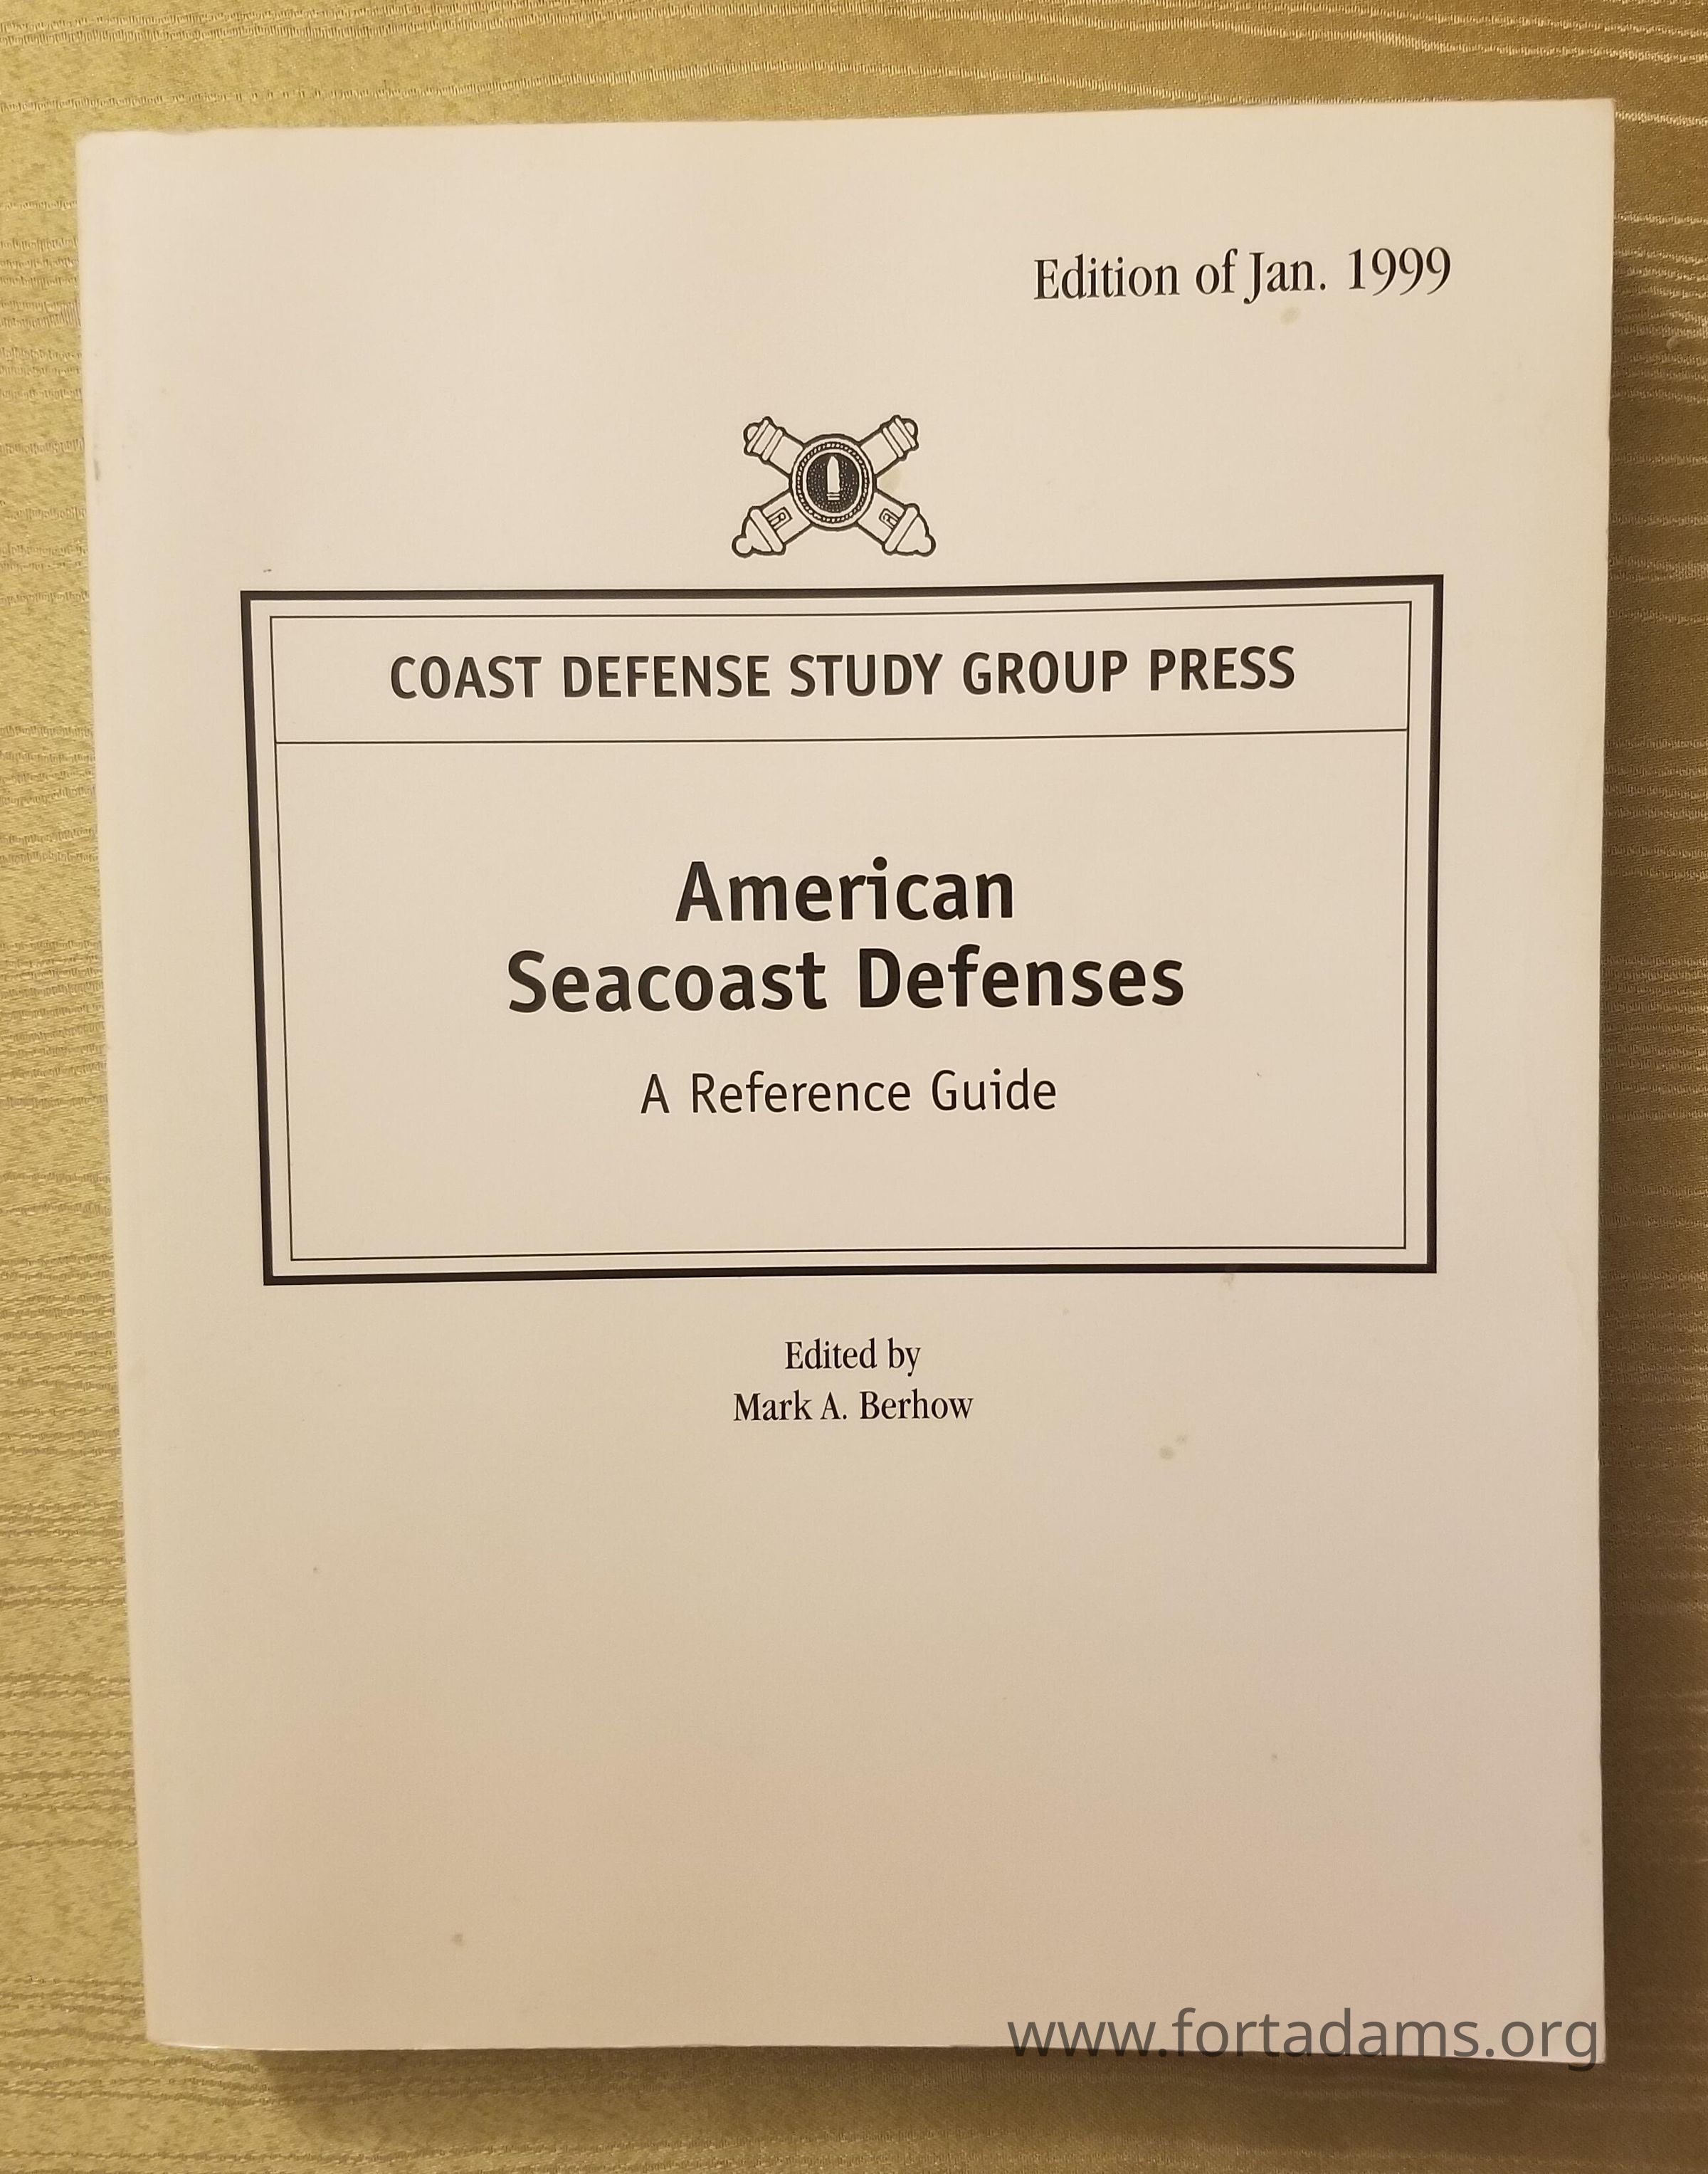 Edition of Jan. 1999
COAST DEFENSE STUDY GROUP PRESS
American
Seacoast Defenses
A Reference Guide
Edited by
Mark A. Berhow
www.fortadams.org